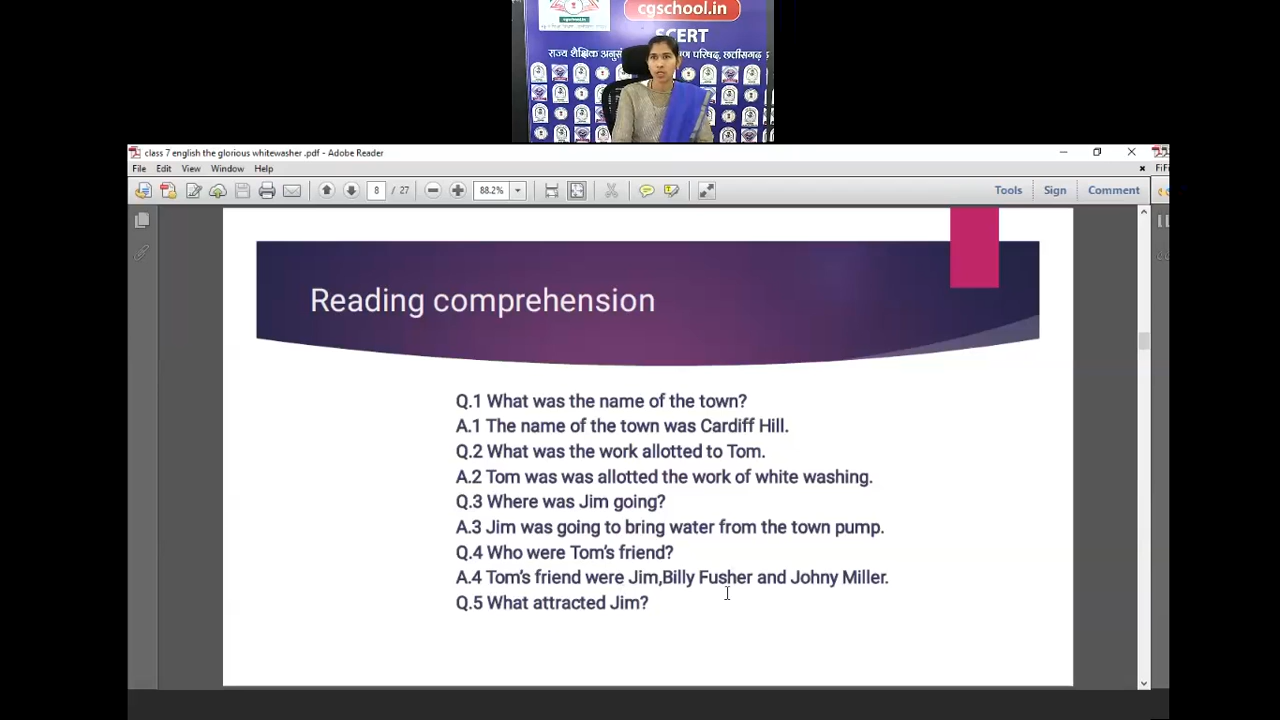 cgschool.in
SCERT
class 7 english the glorious whitewasher .pdf - Adobe Reader
File Edit View Window Help
8 / 27 88.2% Tools Sign Comment
Reading comprehension
Q.1 What was the name of the town?
A.1 The name of the town was Cardiff Hill.
Q.2 What was the work allotted to Tom.
A.2 Tom was was allotted the work of white washing.
Q.3 Where was Jim going?
A.3 Jim was going to bring water from the town pump.
Q.4 Who were Tom's friend?
A.4 Tom's friend were Jim,Billy Fusher and Johny Miller.
Q.5 What attracted Jim?